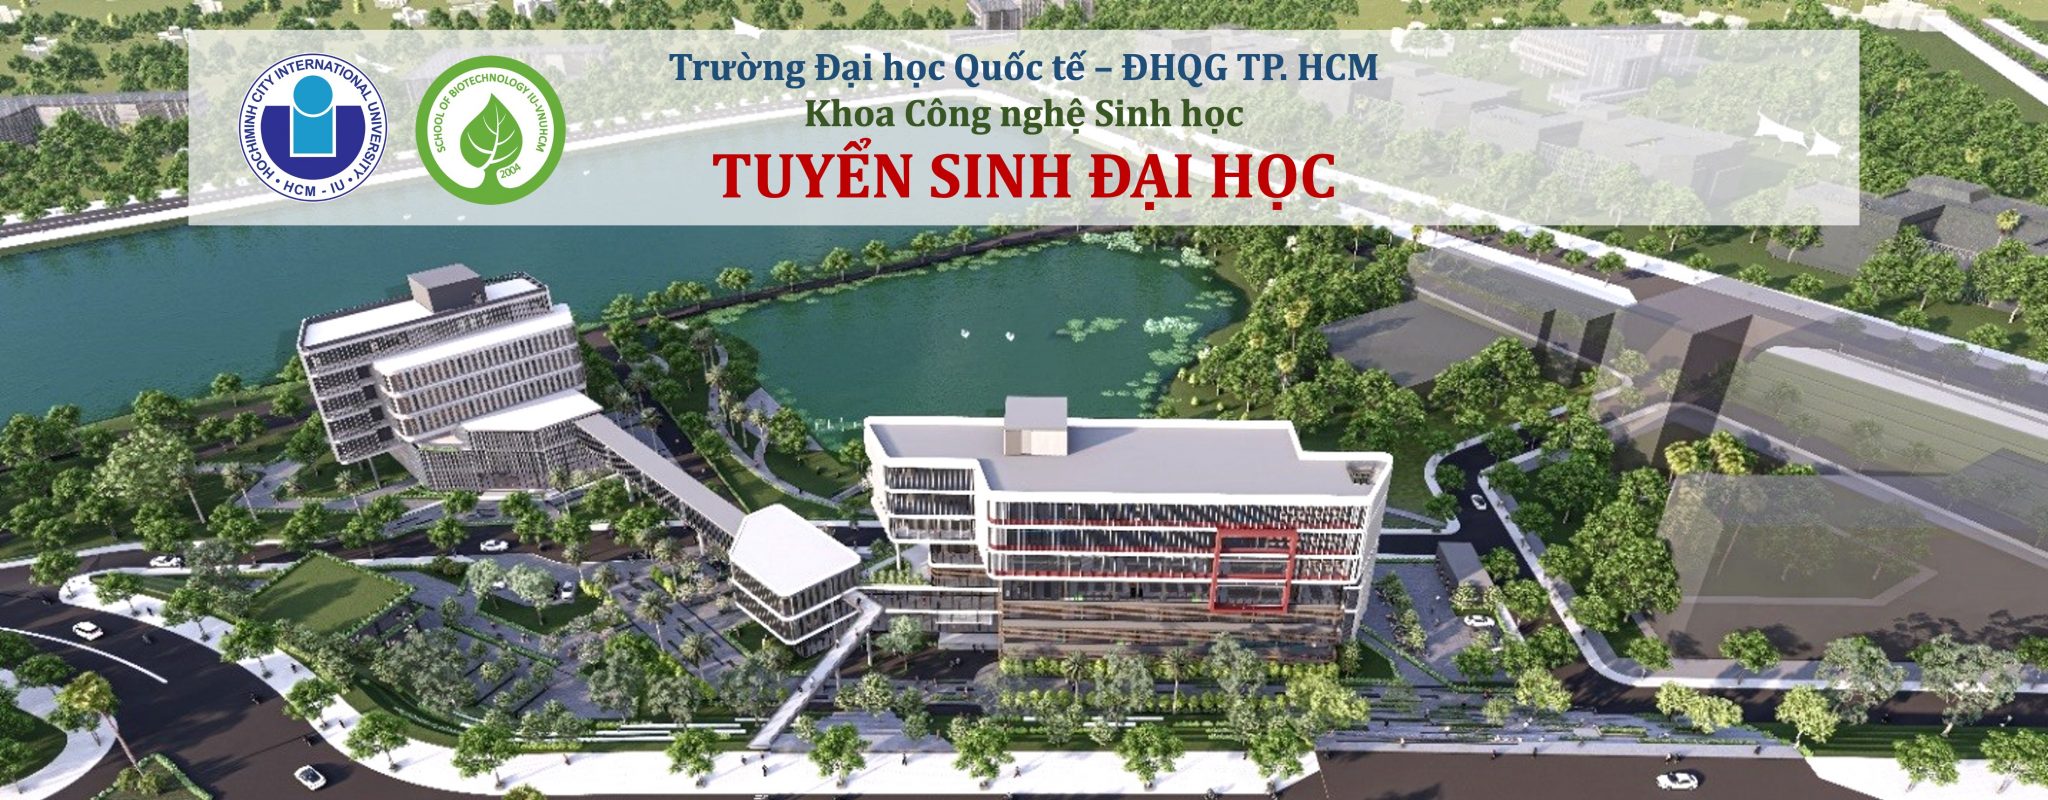 HOCHIMINH CITY INTERNATIONAL UNIVERSITY
HCM - IU
SCHOOL OF BIOTECHNOLOGY IU-VNUHCM
2004
Trường Đại học Quốc tế – ĐHQG TP. HCM
Khoa Công nghệ Sinh học
TUYỂN SINH ĐẠI HỌC